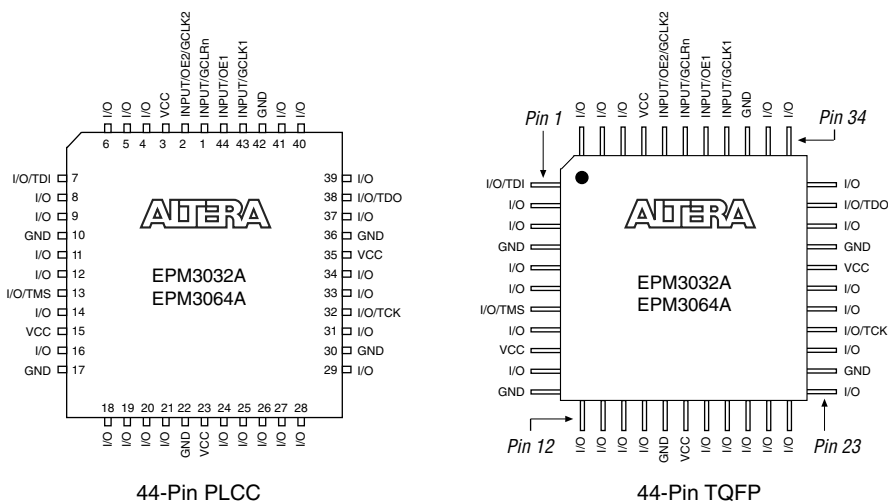 I/O
I/O
I/O
VCC
INPUT/OE2/GCLK2
INPUT/GCLRn
INPUT/OE1
INPUT/GCLK1
GND
I/O
I/O
6 5 4 3 2 1 44 43 42 41 40
I/O/TDI 7
I/O 8
I/O 9
GND 10
I/O 11
I/O 12
I/O/TMS 13
I/O 14
VCC 15
I/O 16
GND 17
39 I/O
38 I/O/TDO
37 I/O
36 GND
35 VCC
34 I/O
33 I/O
32 I/O/TCK
31 I/O
30 GND
29 I/O
ALTERA
EPM3032A
EPM3064A
18 19 20 21 22 23 24 25 26 27 28
I/O
I/O
I/O
I/O
GND
VCC
I/O
I/O
I/O
I/O
I/O
44-Pin PLCC
Pin 1
I/O
I/O
I/O
VCC
INPUT/OE2/GCLK2
INPUT/GCLRn
INPUT/OE1
INPUT/GCLK1
GND
I/O
I/O
Pin 34
I/O/TDI
I/O
I/O
GND
I/O
I/O
I/O/TMS
I/O
VCC
I/O
GND
I/O
I/O/TDO
I/O
GND
VCC
I/O
I/O
I/O/TCK
I/O
GND
I/O
ALTERA
EPM3032A
EPM3064A
Pin 12
I/O
I/O
I/O
I/O
GND
VCC
I/O
I/O
I/O
I/O
I/O
Pin 23
44-Pin TQFP